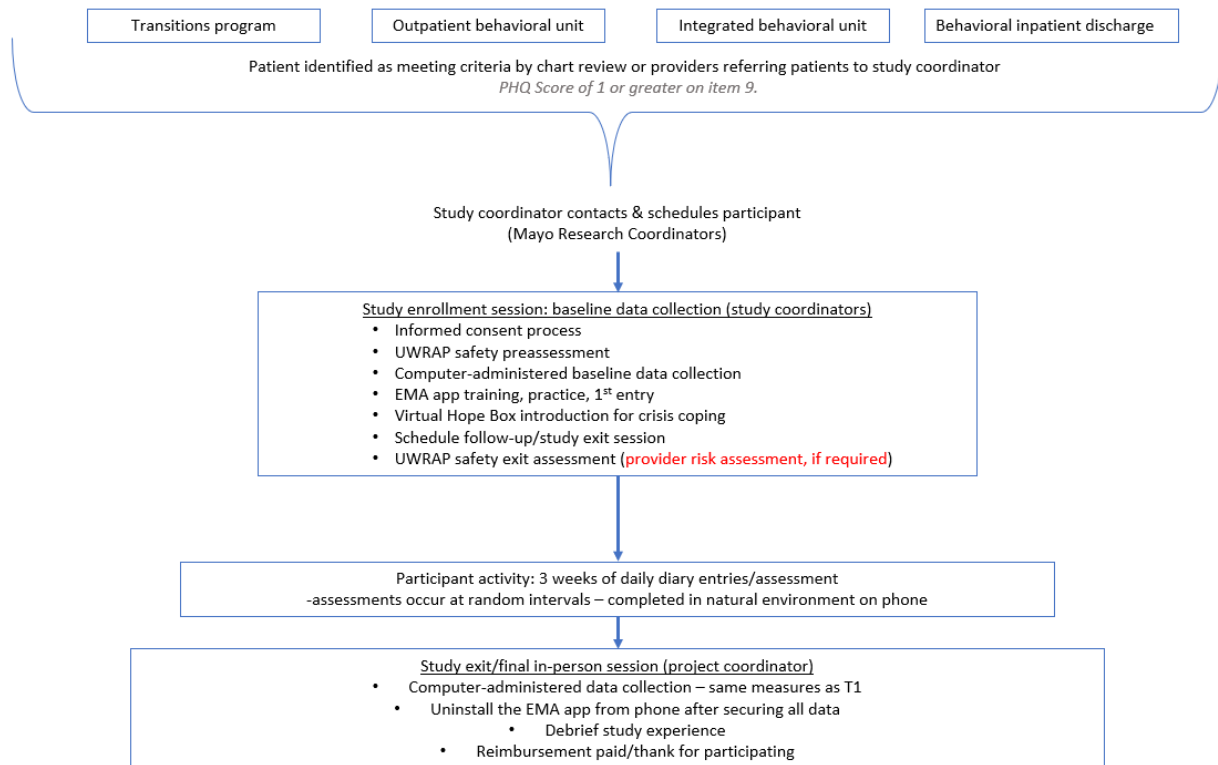 Transitions program
Outpatient behavioral unit
Integrated behavioral unit
Behavioral inpatient discharge
Patient identified as meeting criteria by chart review or providers referring patients to study coordinator
PHQ Score of 1 or greater on item 9.
Study coordinator contacts & schedules participant
(Mayo Research Coordinators)
Study enrollment session: baseline data collection (study coordinators)
• Informed consent process
• UWRAP safety preassessment
• Computer-administered baseline data collection
• EMA app training, practice, 1st entry
• Virtual Hope Box introduction for crisis coping
• Schedule follow-up/study exit session
• UWRAP safety exit assessment (provider risk assessment, if required)
Participant activity: 3 weeks of daily diary entries/assessment
-assessments occur at random intervals – completed in natural environment on phone
Study exit/final in-person session (project coordinator)
• Computer-administered data collection – same measures as T1
• Uninstall the EMA app from phone after securing all data
• Debrief study experience
• Reimbursement paid/thank for participating